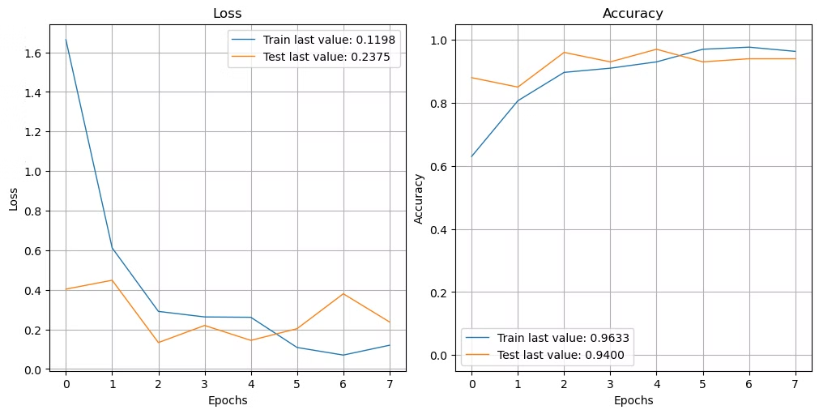 Loss
Train last value: 0.1198
Test last value: 0.2375
1.6
1.4
1.2
1.0
0.8
0.6
0.4
0.2
0.0
Loss
0 1 2 3 4 5 6 7
Epochs
Accuracy
1.0
0.8
0.6
0.4
0.2
0.0
Accuracy
Train last value: 0.9633
Test last value: 0.9400
0 1 2 3 4 5 6 7
Epochs